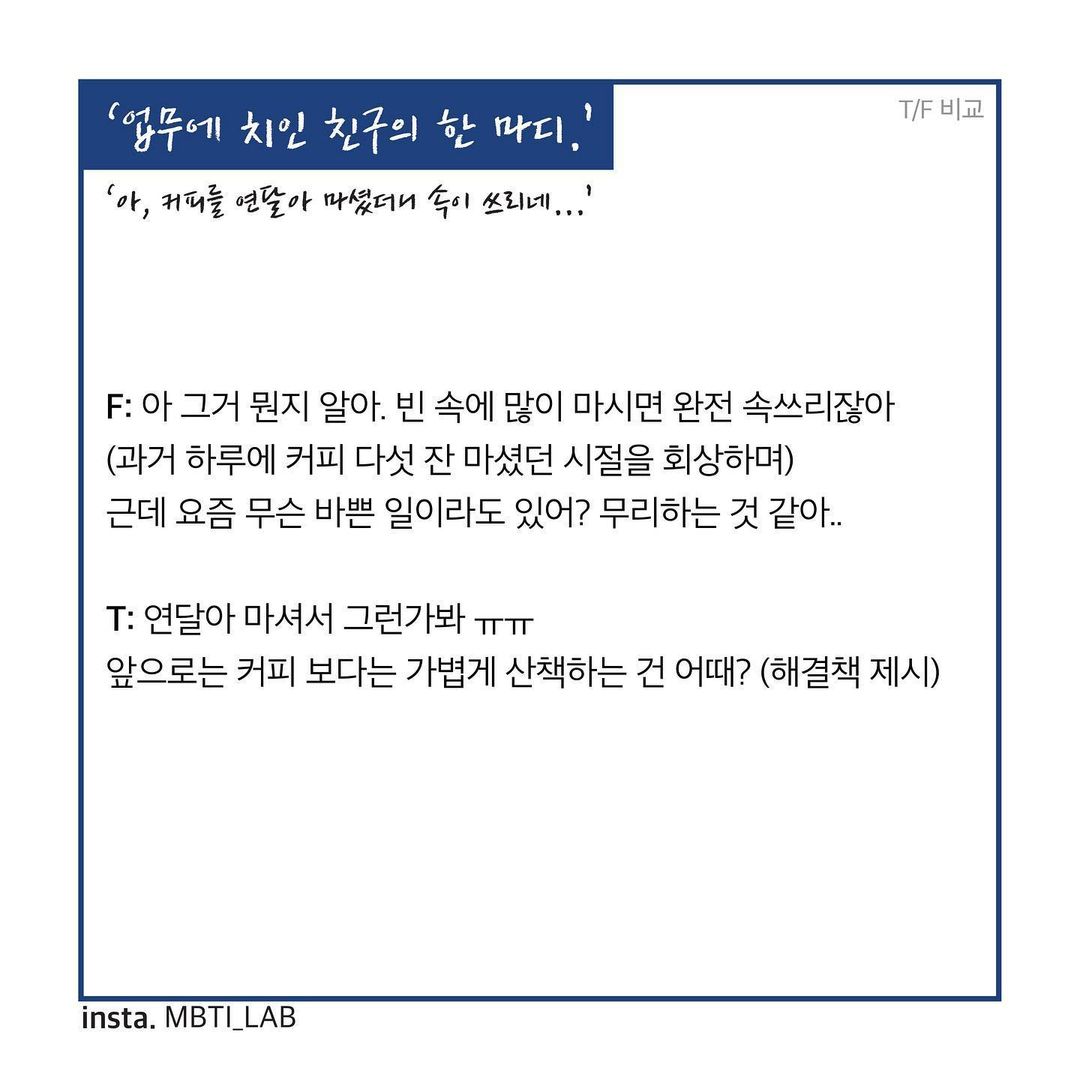 ‘업무에 치인 친구의 한 마디.’
T/F 비교
‘아, 커피를 연달아 마셨더니 속이 쓰리네...’
F: 아 그거 뭔지 알아. 빈 속에 많이 마시면 완전 속쓰리잖아
(과거 하루에 커피 다섯 잔 마셨던 시절을 회상하며)
근데 요즘 무슨 바쁜 일이라도 있어? 무리하는 것 같아..
T: 연달아 마셔서 그런가봐 ㅠㅠ
앞으로는 커피 보다는 가볍게 산책하는 건 어때? (해결책 제시)
insta. MBTI_LAB